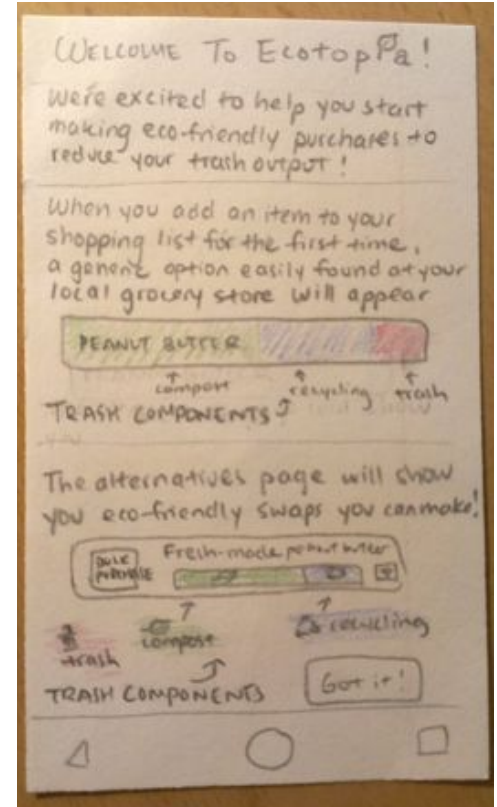 WELCOME To EcotopPa!
We're excited to help you start
making eco-friendly purchases to
reduce your trash output!
When you add an item to your
shopping list for the first time,
a generic option easily found at your
local grocery store will appear
PEANUT BUTTER
compost recycling trash
TRASH COMPONENTS
The alternatives page will show
you eco-friendly swaps you can make!
BULK
PURCHASE
Fresh-made peanut butter
trash
compost
recycling
TRASH COMPONENTS
Got it!